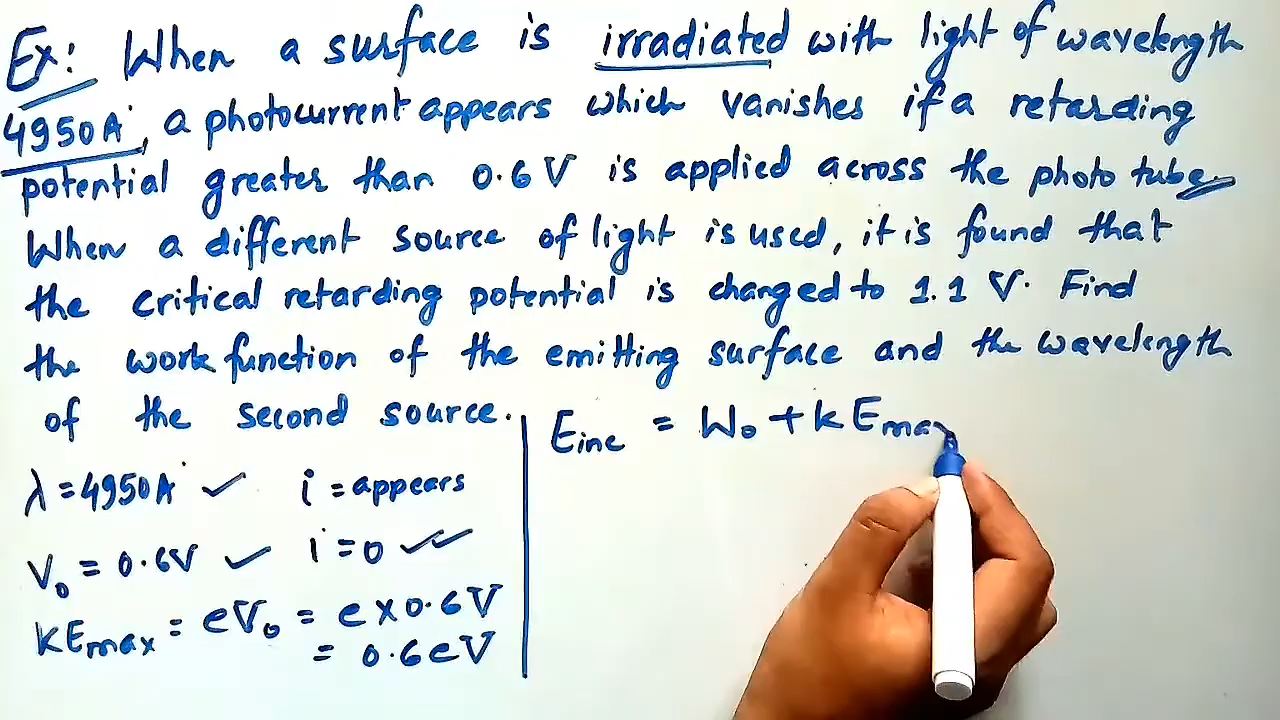 Ex: When a surface is irradiated with light of wavelength
4950A°, a photocurrent appears which vanishes if a retarding
potential greater than 0.6 V is applied across the photo tube.
When a different source of light is used, it is found that
the critical retarding potential is changed to 1.1 V. Find
the work function of the emitting surface and the wavelength
of the second source.
λ = 4950A° ✓ i = appears
V₀ = 0.6V ✓ i = 0 ✓✓
KEmax = eV₀ = e × 0.6V
= 0.6eV
Einc = W₀ + KEmax